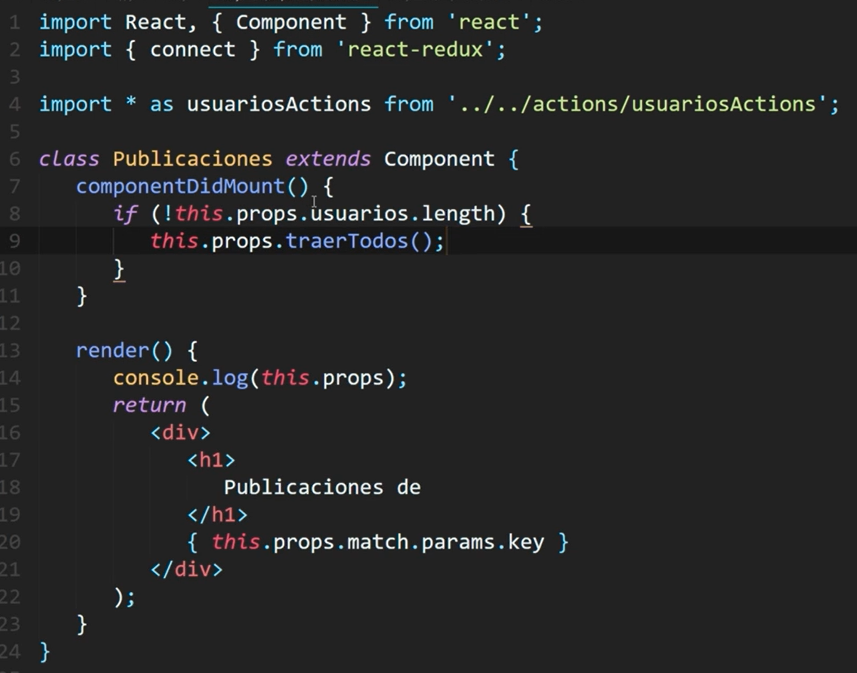 1 import React, { Component } from 'react';
2 import { connect } from 'react-redux';
3
4 import * as usuariosActions from '../../actions/usuariosActions';
5
6 class Publicaciones extends Component {
7 componentDidMount() {
8 if (!this.props.usuarios.length) {
9 this.props.traerTodos();
10 }
11 }
12
13 render() {
14 console.log(this.props);
15 return (
16 <div>
17 <h1>
18 Publicaciones de
19 </h1>
20 { this.props.match.params.key }
21 </div>
22 );
23 }
24 }